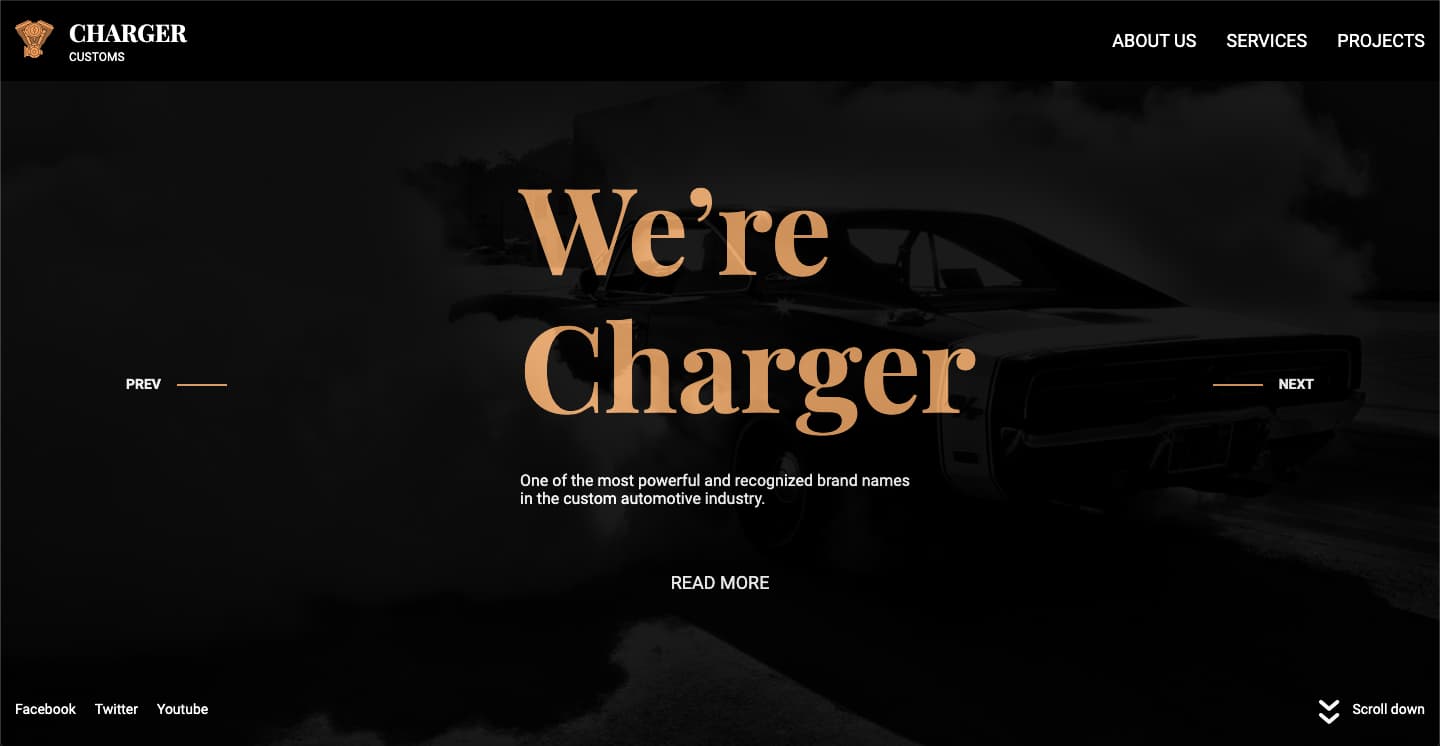 CHARGER
CUSTOMS
ABOUT US SERVICES PROJECTS
We’re
Charger
PREV
NEXT
One of the most powerful and recognized brand names
in the custom automotive industry.
READ MORE
Facebook Twitter Youtube
Scroll down